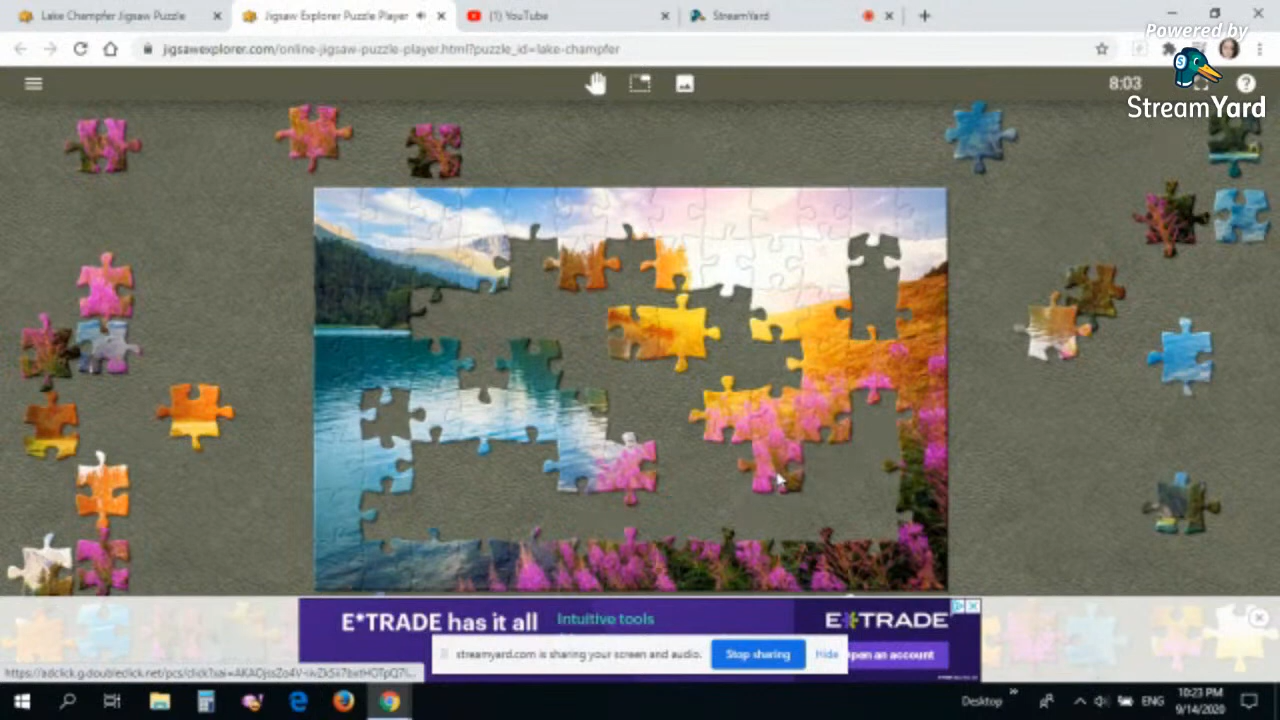 Lake Champfer Jigsaw Puzzle
Jigsaw Explorer Puzzle Player
(1) YouTube
StreamYard
jigsawexplorer.com/online-jigsaw-puzzle-player.html?puzzle_id=lake-champfer
Powered by
StreamYard
8:03
E*TRADE has it all
Intuitive tools
E*TRADE
streamyard.com is sharing your screen and audio.
Stop sharing
Hide
open an account
Desktop
ENG
10:23 PM
9/14/2020